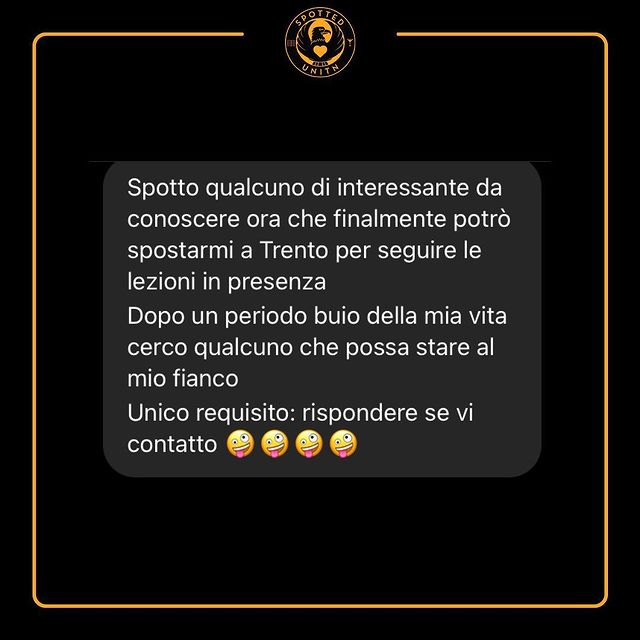 SPOTTED
UNITN
Spotto qualcuno di interessante da
conoscere ora che finalmente potrò
spostarmi a Trento per seguire le
lezioni in presenza
Dopo un periodo buio della mia vita
cerco qualcuno che possa stare al
mio fianco
Unico requisito: rispondere se vi
contatto 🤪🤪🤪🤪